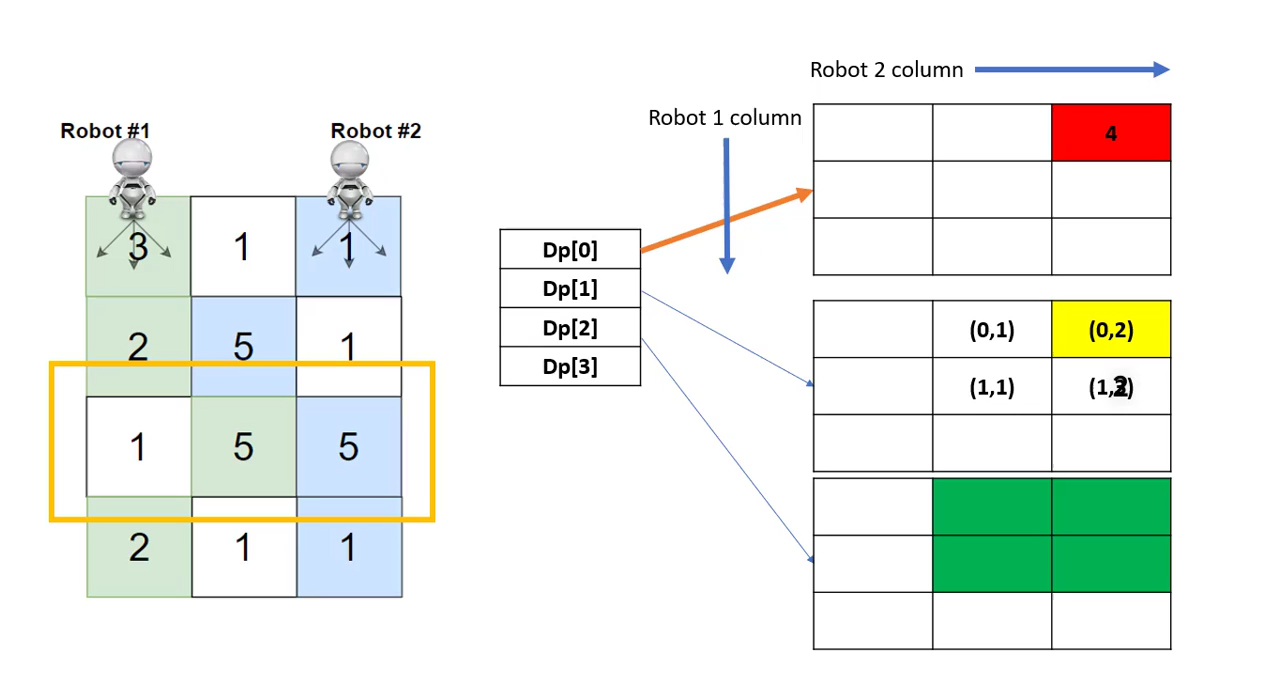 Robot #1
Robot #2
3 1 1
2 5 1
1 5 5
2 1 1
Dp[0]
Dp[1]
Dp[2]
Dp[3]
Robot 1 column
Robot 2 column
4
(0,1) (0,2)
(1,1)